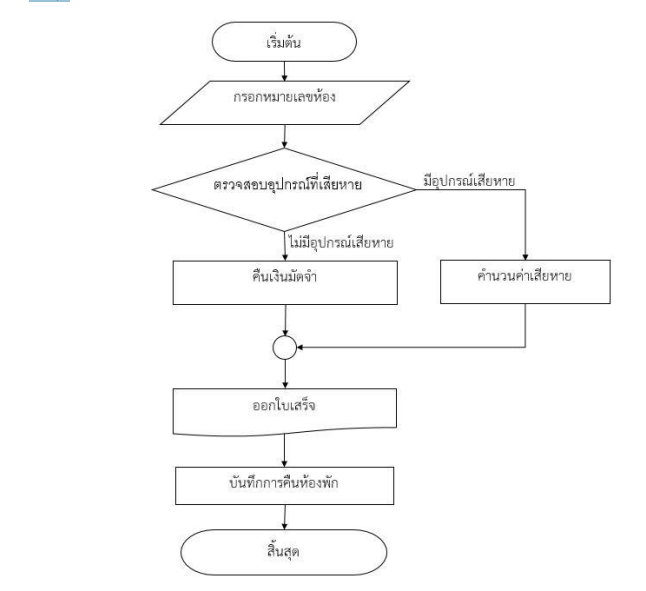 เริ่มต้น
กรอกหมายเลขห้อง
ตรวจสอบอุปกรณ์ที่เสียหาย
มีอุปกรณ์เสียหาย
ไม่มีอุปกรณ์เสียหาย
คืนเงินมัดจำ
คำนวนค่าเสียหาย
ออกใบเสร็จ
บันทึกการคืนห้องพัก
สิ้นสุด